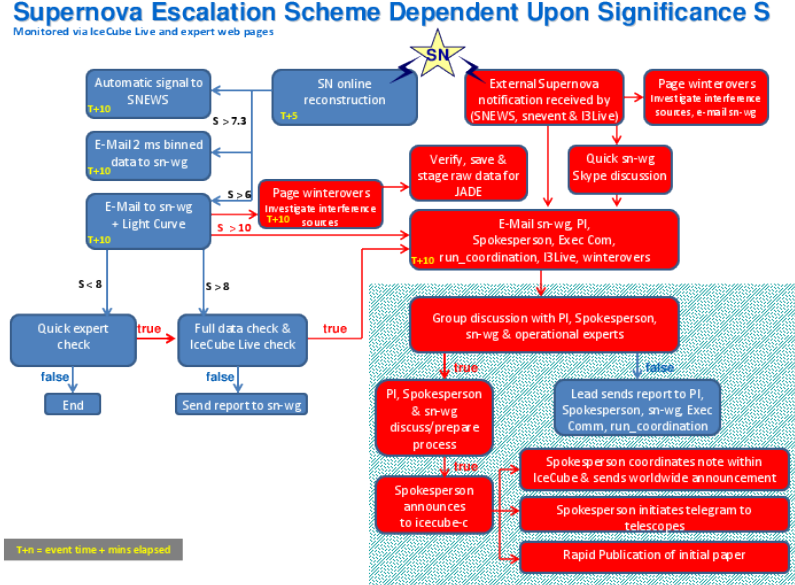 Supernova Escalation Scheme Dependent Upon Significance S
Monitored via IceCube Live and expert web pages
SN
Automatic signal to
SNEWS
T+10
SN online
reconstruction
T+5
External Supernova
notification received by
(SNEWS, snevent & I3Live)
Page winterovers
Investigate interference
sources, e-mail sn-wg
S > 7.3
E-Mail 2 ms binned
data to sn-wg
T+10
Verify, save &
stage raw data for
JADE
Quick sn-wg
Skype discussion
S > 6
E-Mail to sn-wg
+ Light Curve
T+10
Page winterovers
Investigate interference
T+10
sources
S > 10
E-Mail sn-wg, PI,
Spokesperson, Exec Com,
run_coordination, I3Live, winterovers
T+10
S < 8
S > 8
Quick expert
check
true
Full data check &
IceCube Live check
true
Group discussion with PI, Spokesperson,
sn-wg & operational experts
false
false
true
false
End
Send report to sn-wg
PI, Spokesperson
& sn-wg
discuss/prepare
process
Lead sends report to PI,
Spokesperson, sn-wg, Exec
Comm, run_coordination
true
Spokesperson
announces
to icecube-c
Spokesperson coordinates note within
IceCube & sends worldwide announcement
Spokesperson initiates telegram to
telescopes
Rapid Publication of initial paper
T+n = event time + mins elapsed